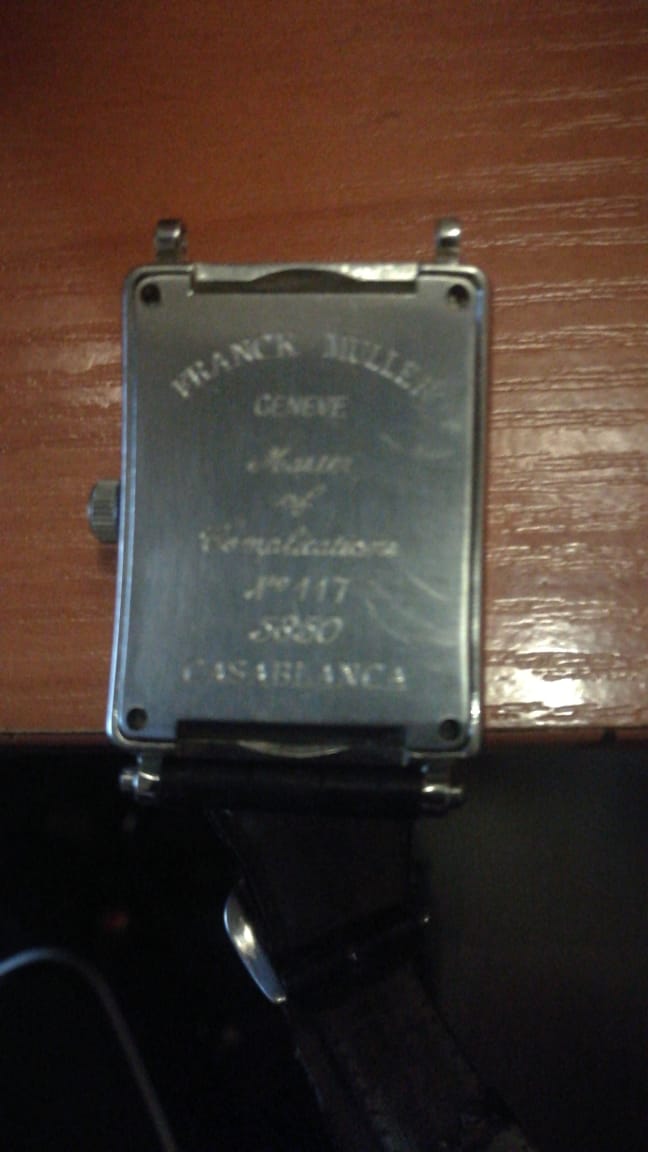 FRANCK MULLER
GENEVE
Master
of
Complications
Nº 117
5850
CASABLANCA